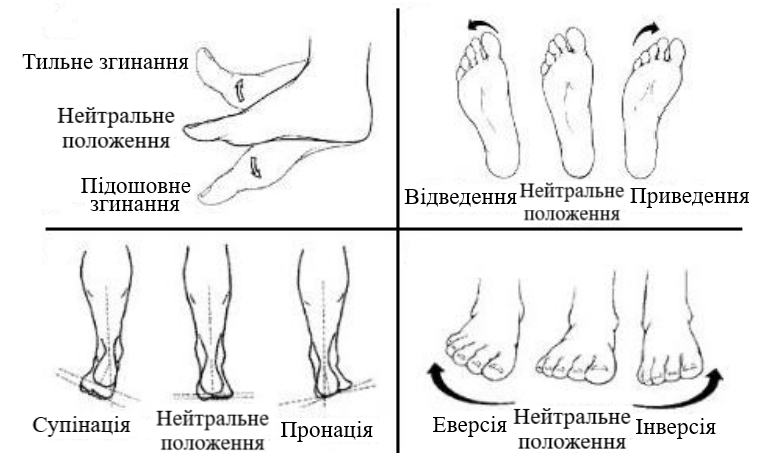 Тильне згинання
Нейтральне
положення
Підошовне
згинання
Відведення
Нейтральне
положення
Приведення
Супінація
Нейтральне
положення
Пронація
Еверсія
Нейтральне
положення
Інверсія